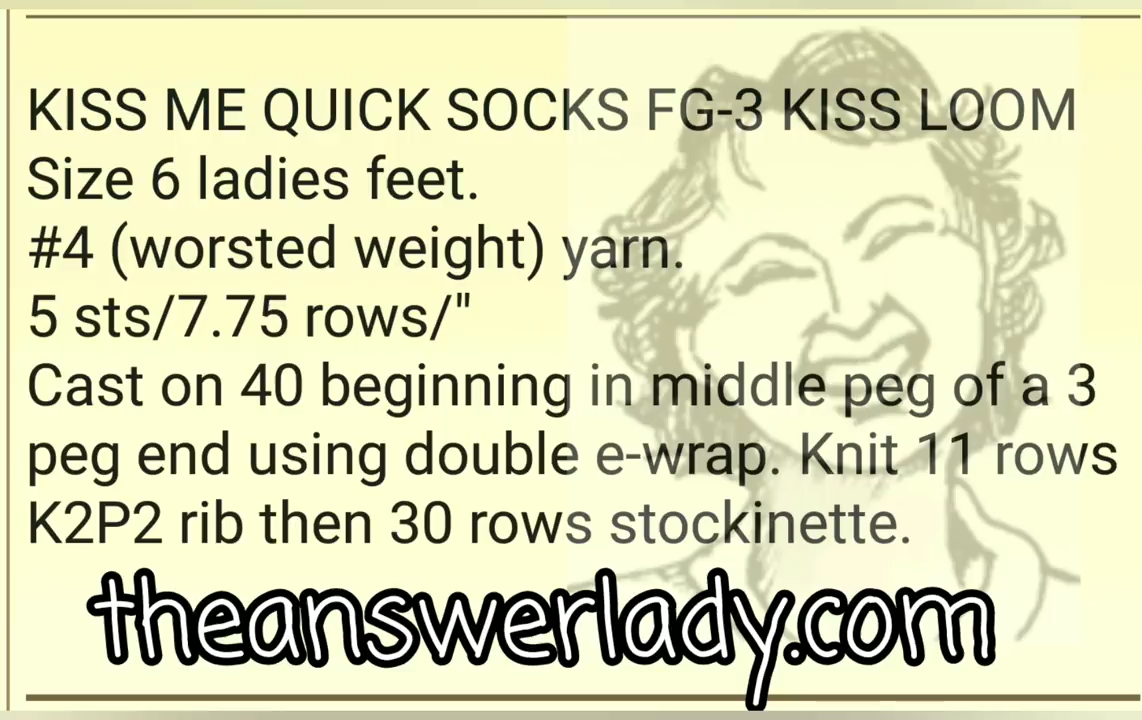 KISS ME QUICK SOCKS FG-3 KISS LOOM
Size 6 ladies feet.
#4 (worsted weight) yarn.
5 sts/7.75 rows/"
Cast on 40 beginning in middle peg of a 3
peg end using double e-wrap. Knit 11 rows
K2P2 rib then 30 rows stockinette.
theanswerlady.com